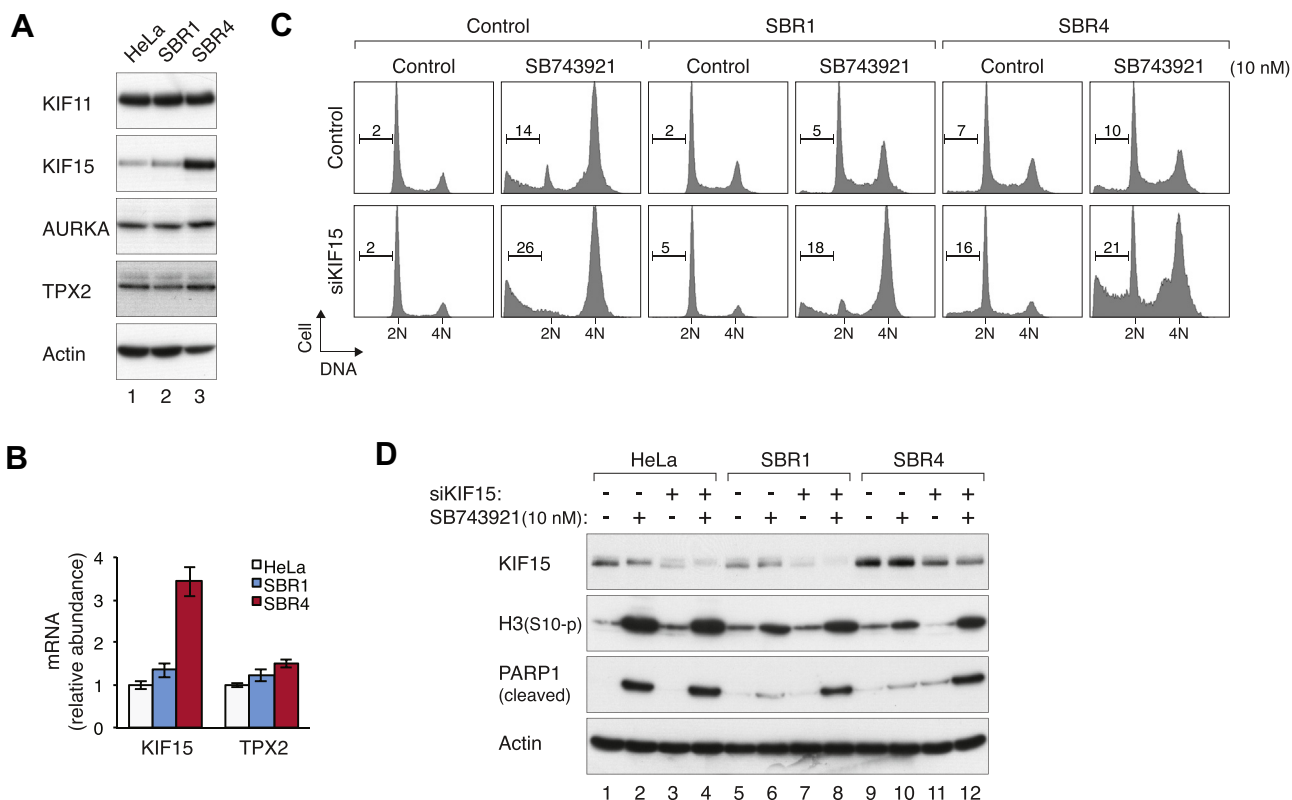 A
HeLa SBR1 SBR4
KIF11
KIF15
AURKA
TPX2
Actin
1 2 3
C
Control SBR1 SBR4
Control SB743921 Control SB743921 Control SB743921 (10 nM)
Control
2 14 2 5 7 10
siKIF15
2 26 5 18 16 21
2N 4N 2N 4N 2N 4N 2N 4N 2N 4N 2N 4N
Cell
DNA
B
mRNA
(relative abundance)
4
3
2
1
0
HeLa
SBR1
SBR4
KIF15 TPX2
D
HeLa SBR1 SBR4
siKIF15: - - + + - - + + - - + +
SB743921(10 nM): - + - + - + - + - + - +
KIF15
H3(S10-p)
PARP1
(cleaved)
Actin
1 2 3 4 5 6 7 8 9 10 11 12